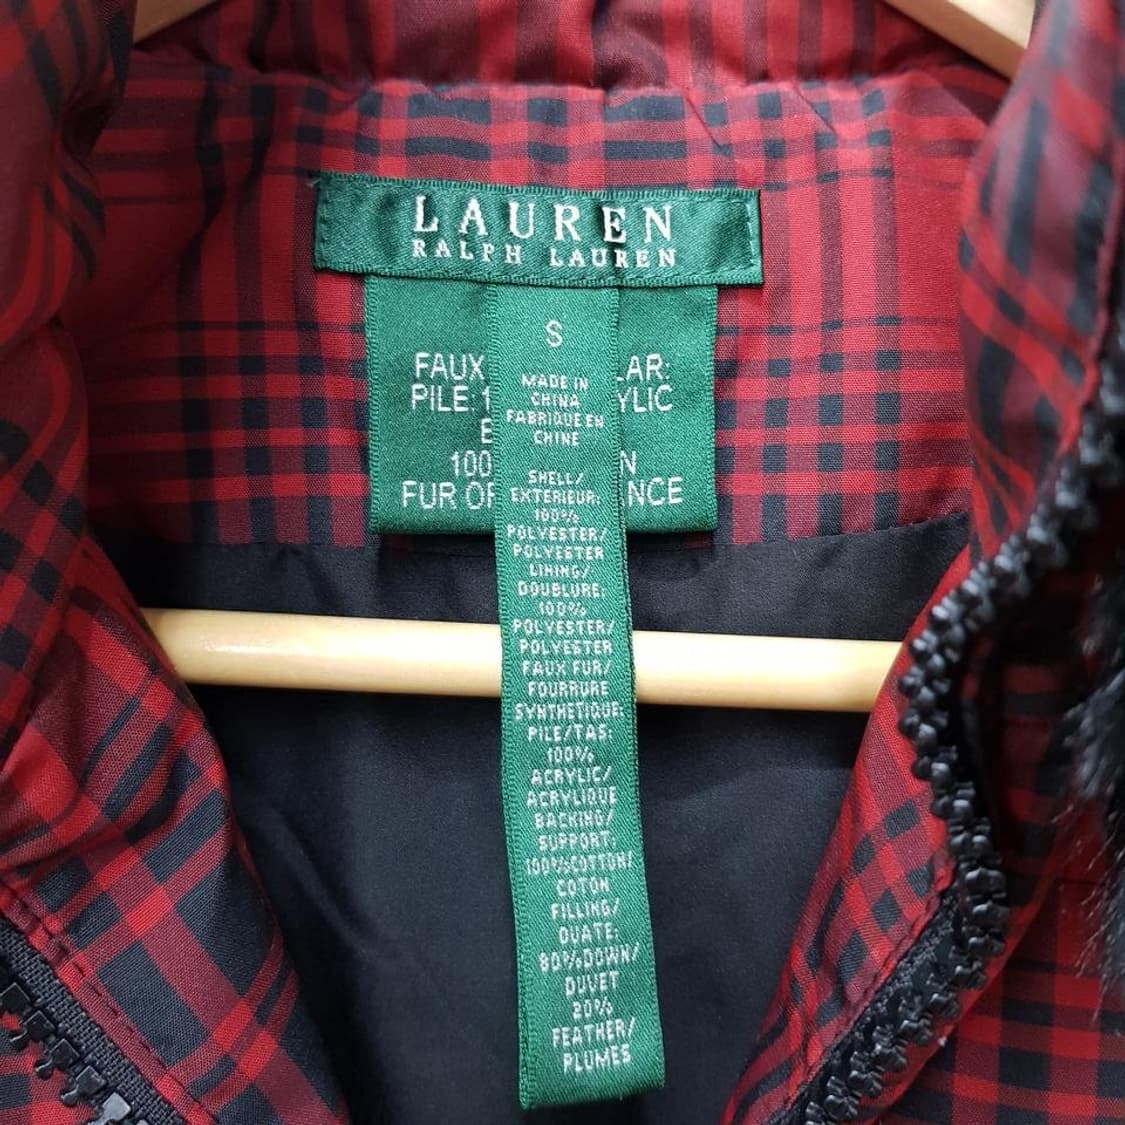 LAUREN
RALPH LAUREN
S
FAUX LAR:
PILE:1 YLIC
100 N
FUR OF NCE
MADE IN
CHINA
FABRIQUE EN
CHINE
SHELL/
EXTERIEUR:
100%
POLYESTER/
POLYESTER
LINING/
DOUBLURE:
100%
POLYESTER/
POLYESTER
FAUX FUR/
FOURRURE
SYNTHETIQUE:
PILE/TAS:
100%
ACRYLIC/
ACRYLIQUE
BACKING/
SUPPORT:
100%COTTON/
COTON
FILLING/
OUATE:
80%DOWN/
DUVET
20%
FEATHER/
PLUMES